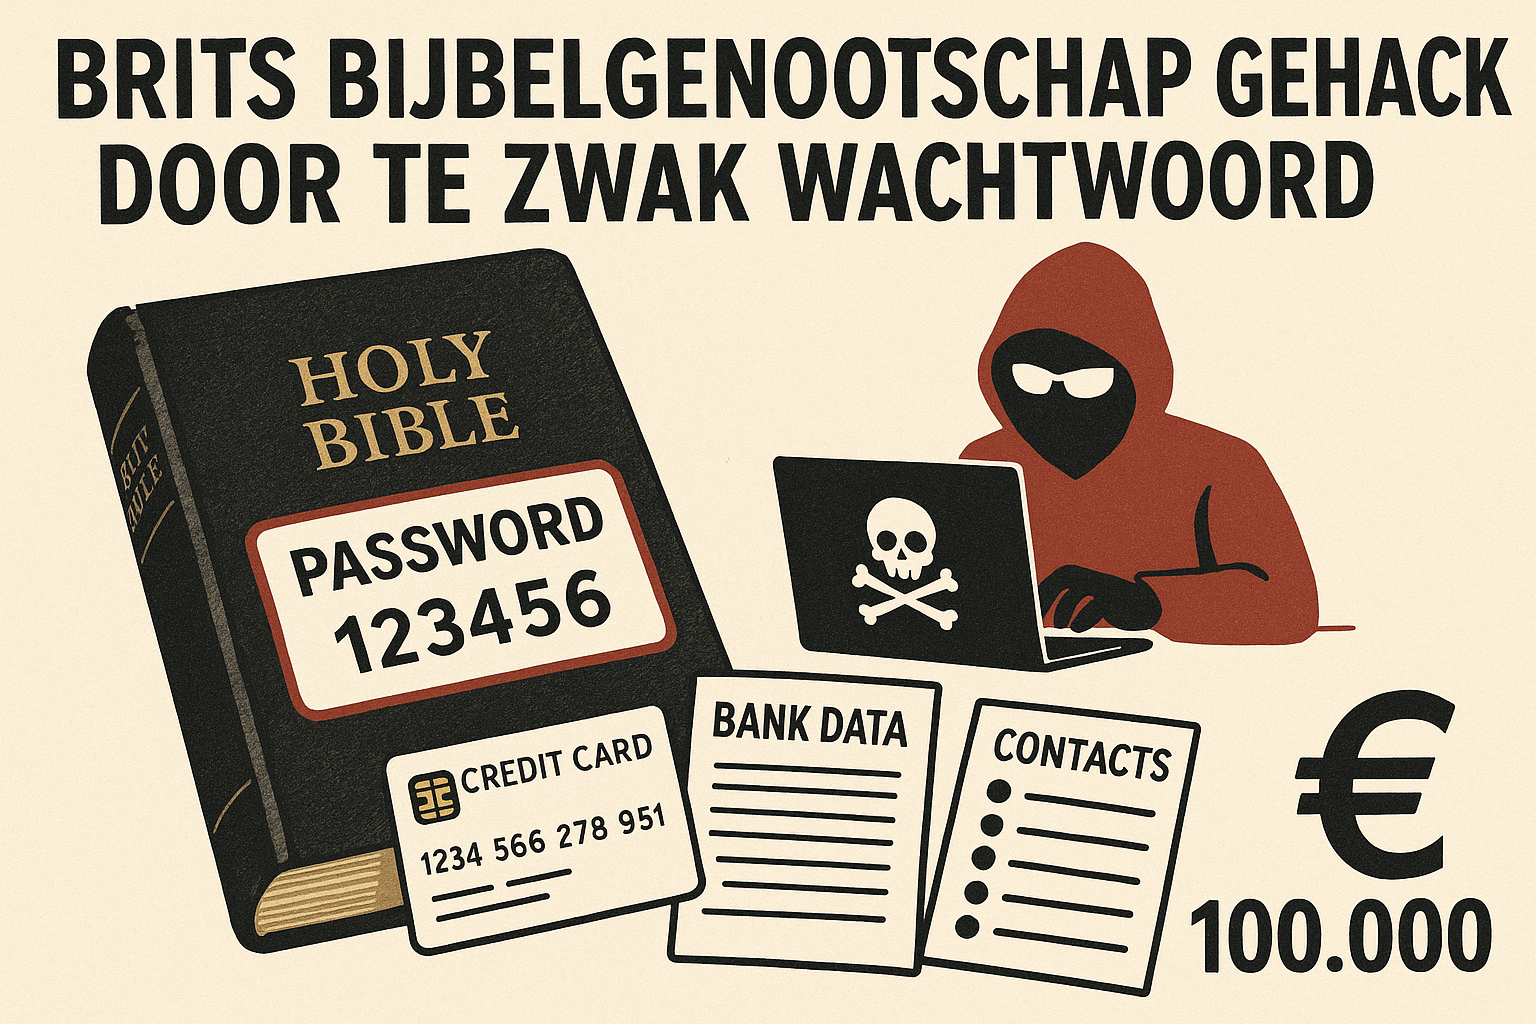 BRITS BIJBELGENOOTSCHAP GEHACK
DOOR TE ZWAK WACHTWOORD
HOLY
BIBLE
PASSWORD
123456
CREDIT CARD
1234 566 278 951
BANK DATA
CONTACTS
€
100.000